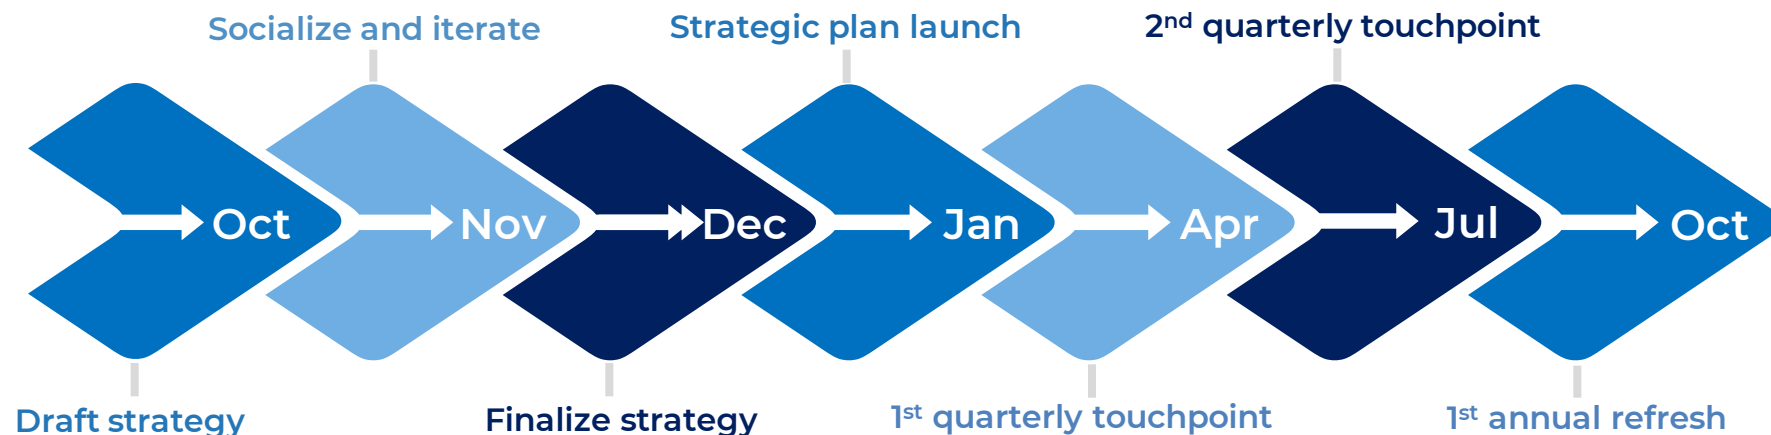 Socialize and iterate
Strategic plan launch
2nd quarterly touchpoint
Oct
Nov
Dec
Jan
Apr
Jul
Oct
Draft strategy
Finalize strategy
1st quarterly touchpoint
1st annual refresh